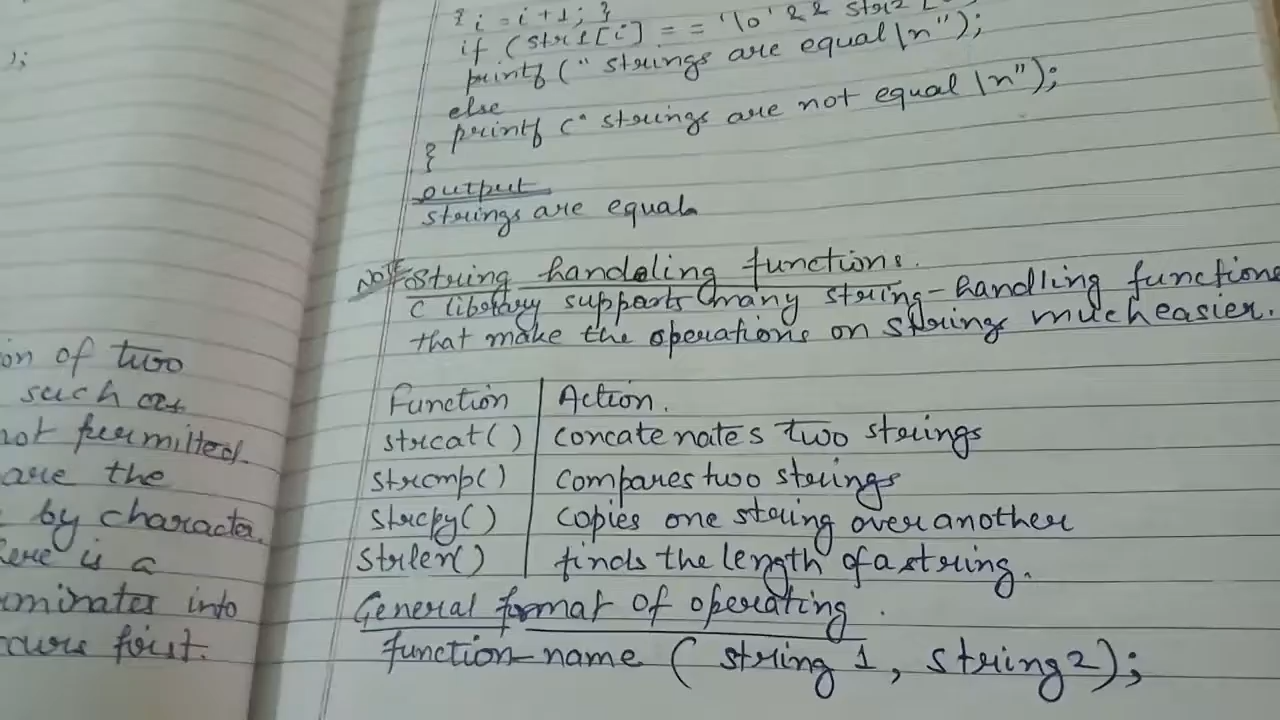 );
on of two
such as
not permitted.
are the
by character.
here is a
minates into
curs first.
{i = i+1; }
if (str1[i] == '\0' && str2[
printf (" strings are equal \n");
else
printf (" strings are not equal \n");
}
output
strings are equal
Note String handeling functions.
C library supports many string-handling functions
that make the operations on strings much easier.
Function | Action.
strcat() | concatenates two strings
strcmp() | compares two strings
strcpy() | copies one string over another
strlen() | finds the length of a string.
General format of operating.
function-name ( string 1, string2);